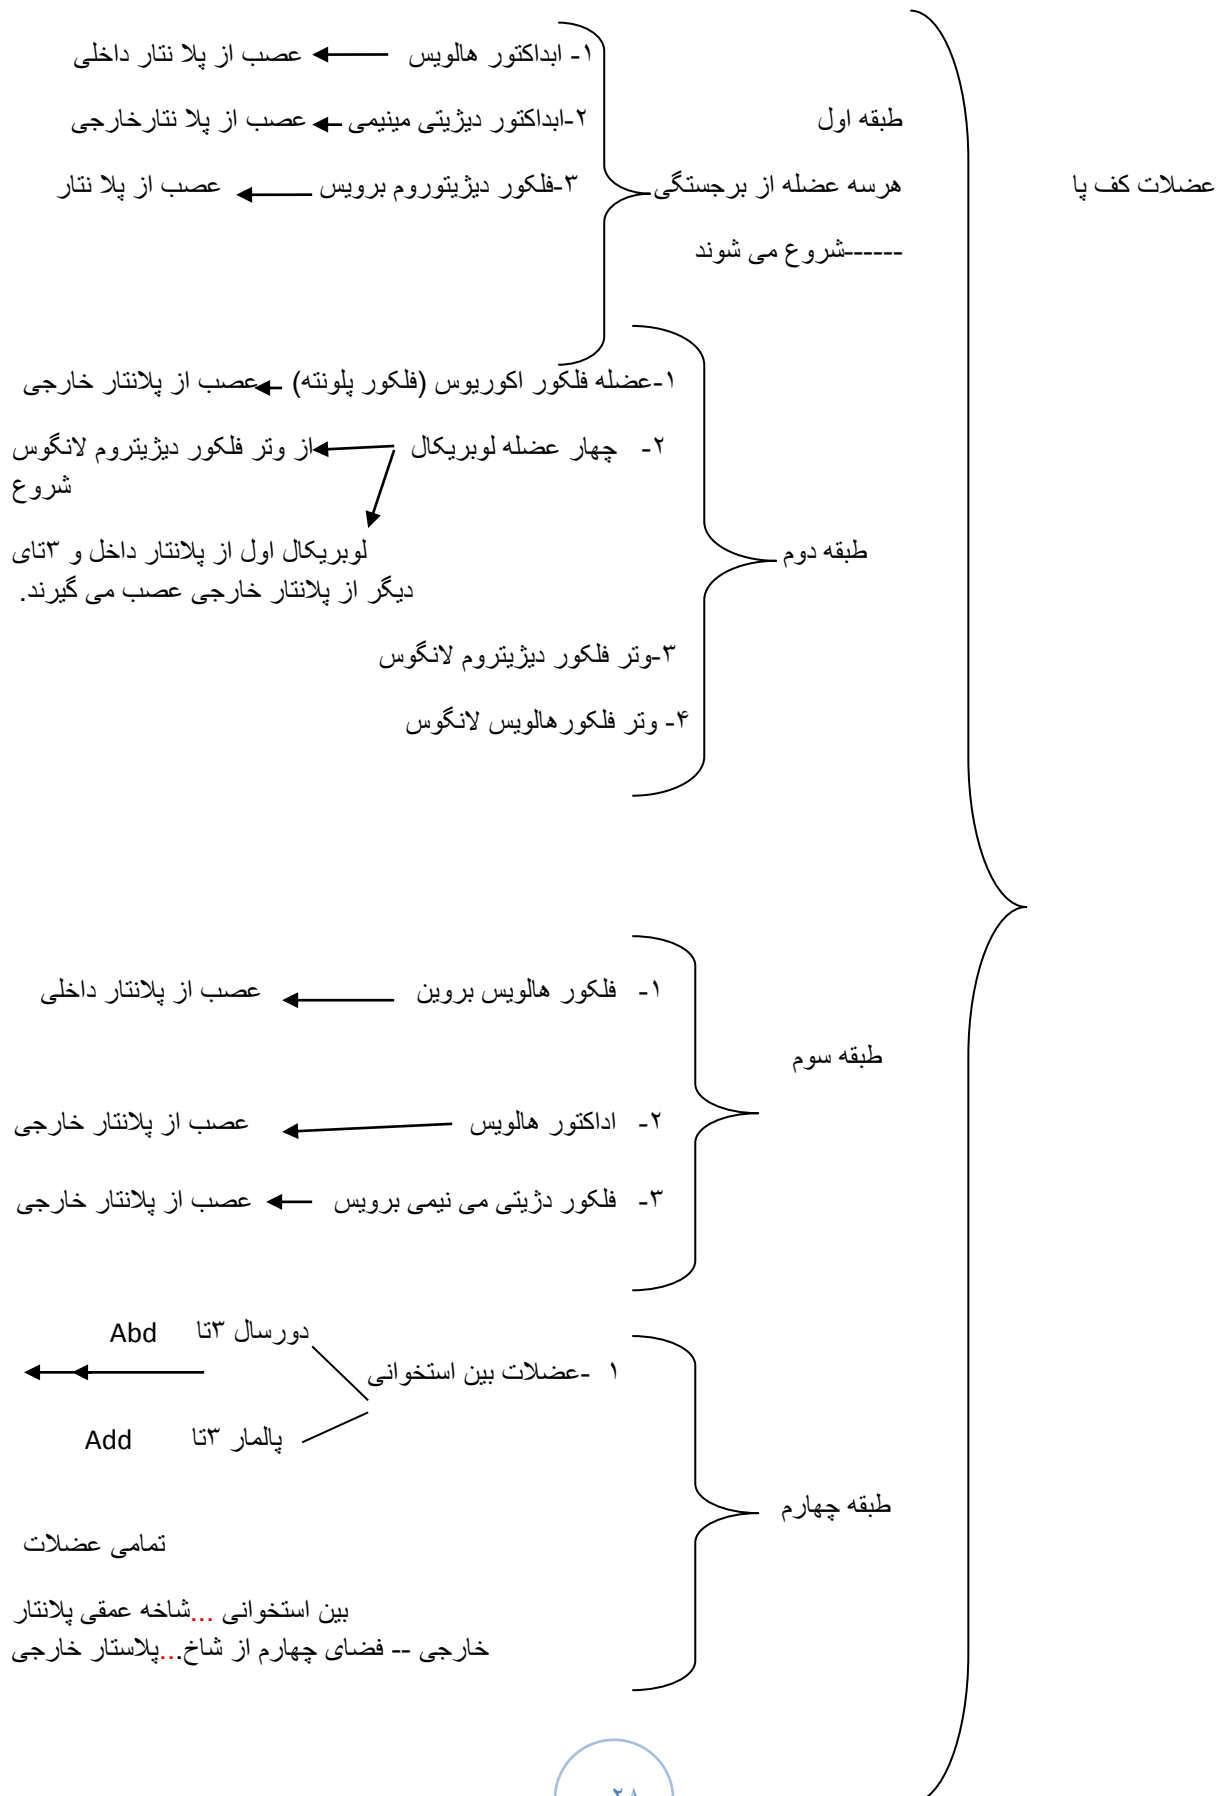 عضلات کف پا
طبقه اول
هرسه عضله از برجستگی
------شروع می شوند
۱- ابداکتور هالویس عصب از پلا نتار داخلی
۲-ابداکتور دیژیتی مینیمی عصب از پلا نتارخارجی
۳-فلکور دیژیتوروم برویس عصب از پلا نتار
طبقه دوم
۱-عضله فلکور اکوریوس (فلکور پلونته) عصب از پلانتار خارجی
۲- چهار عضله لوبریکال از وتر فلکور دیژیتروم لانگوس
شروع
لوبریکال اول از پلانتار داخل و ۳تای
دیگر از پلانتار خارجی عصب می گیرند.
۳-وتر فلکور دیژیتروم لانگوس
۴- وتر فلکورهالویس لانگوس
طبقه سوم
۱- فلکور هالویس بروین عصب از پلانتار داخلی
۲- اداکتور هالویس عصب از پلانتار خارجی
۳- فلکور دژیتی می نیمی برویس عصب از پلانتار خارجی
طبقه چهارم
۱ -عضلات بین استخوانی
دورسال ۳تا Abd
پالمار ۳تا Add
تمامی عضلات
بین استخوانی ...شاخه عمقی پلانتار
خارجی -- فضای چهارم از شاخ...پلاستار خارجی
۲۸